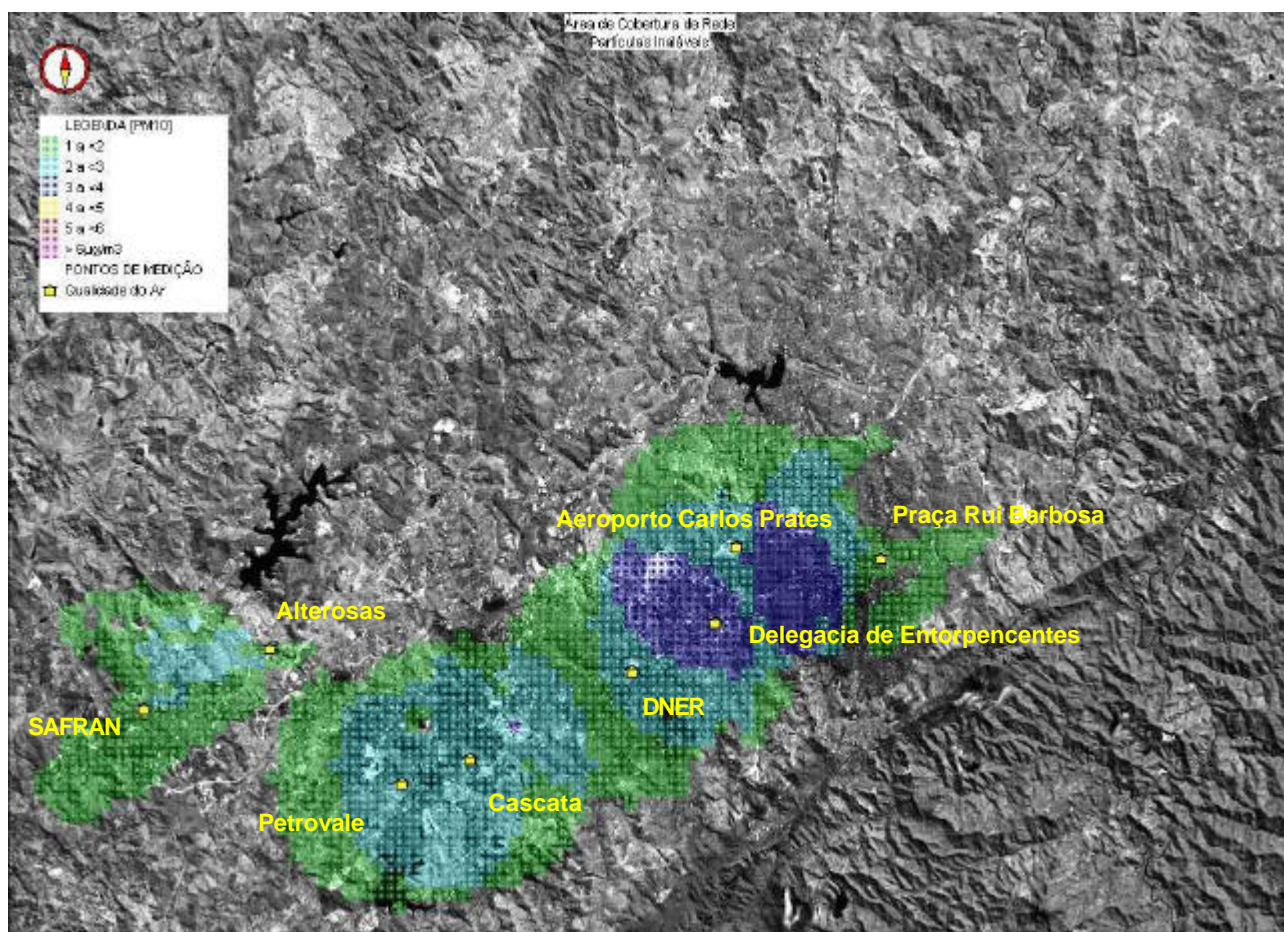 Area de Cobertura de Rede
Partículas Inaláveis
LEGENDA [PM10]
1 a <2
2 a <3
3 a <4
4 a <5
5 a <6
> 6µg/m3
PONTOS DE MEDIÇÃO
Qualidade do Ar
Aeroporto Carlos Prates
Praça Rui Barbosa
Alterosas
Delegacia de Entorpencentes
SAFRAN
DNER
Cascata
Petrovale